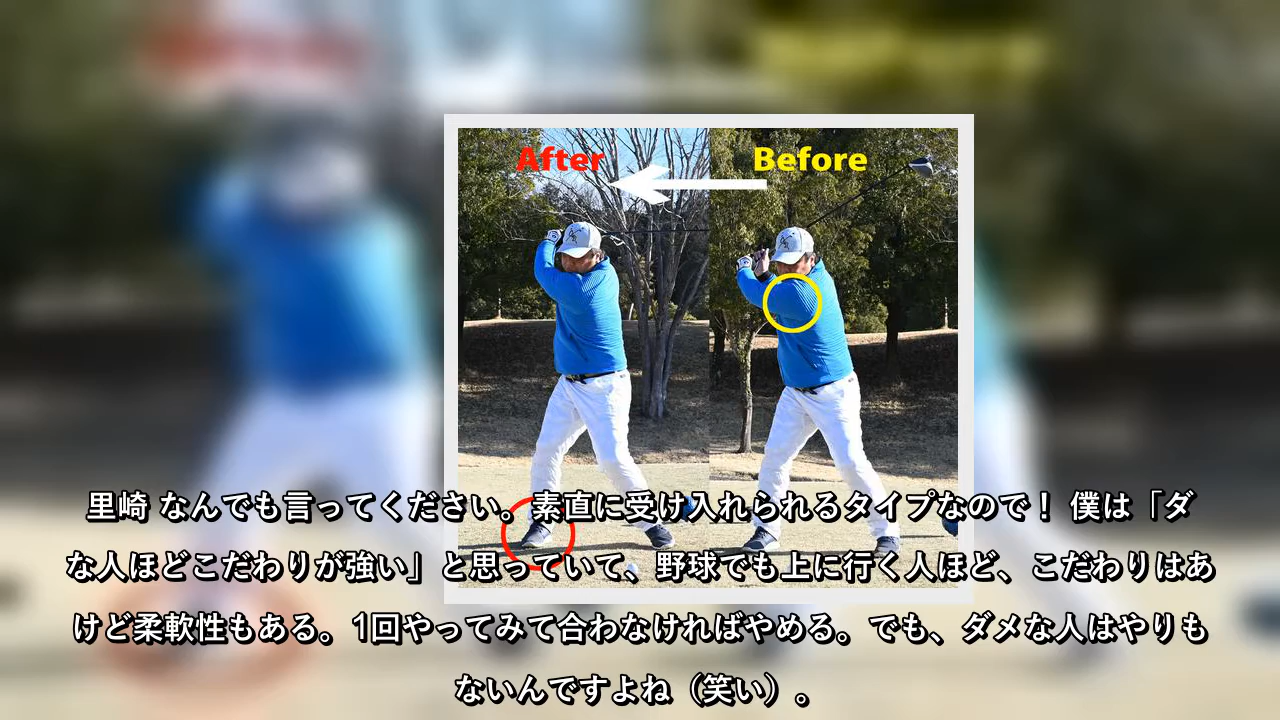 After
Before
里崎 なんでも言ってください。素直に受け入れられるタイプなので！ 僕は「ダ
な人ほどこだわりが強い」と思っていて、野球でも上に行く人ほど、こだわりはあ
けど柔軟性もある。1回やってみて合わなければやめる。でも、ダメな人はやりも
ないんですよね（笑い）。